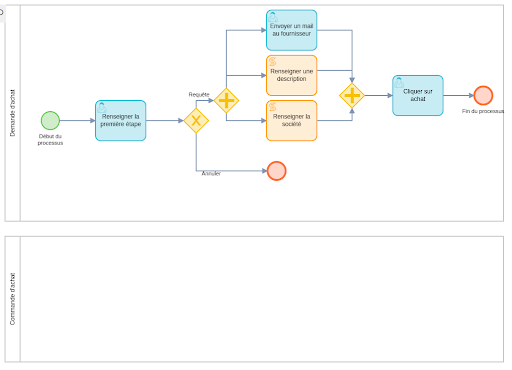 Demande d'achat
Début du
processus
Renseigner la
première étape
Requête
Annuler
Envoyer un mail
au fournisseur
Renseigner une
description
Renseigner la
société
Cliquer sur
achat
Fin du processus
Commande d'achat